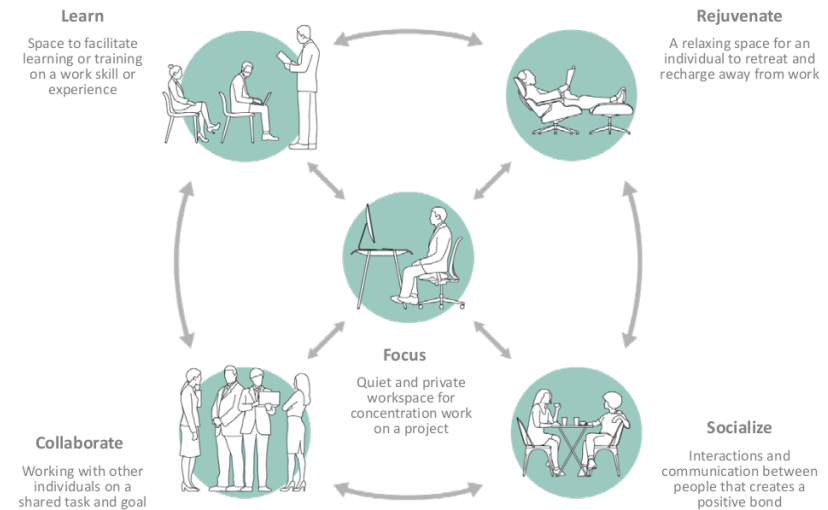 Learn
Space to facilitate
learning or training
on a work skill or
experience
Rejuvenate
A relaxing space for an
individual to retreat and
recharge away from work
Focus
Quiet and private
workspace for
concentration work
on a project
Collaborate
Working with other
individuals on a
shared task and goal
Socialize
Interactions and
communication between
people that creates a
positive bond